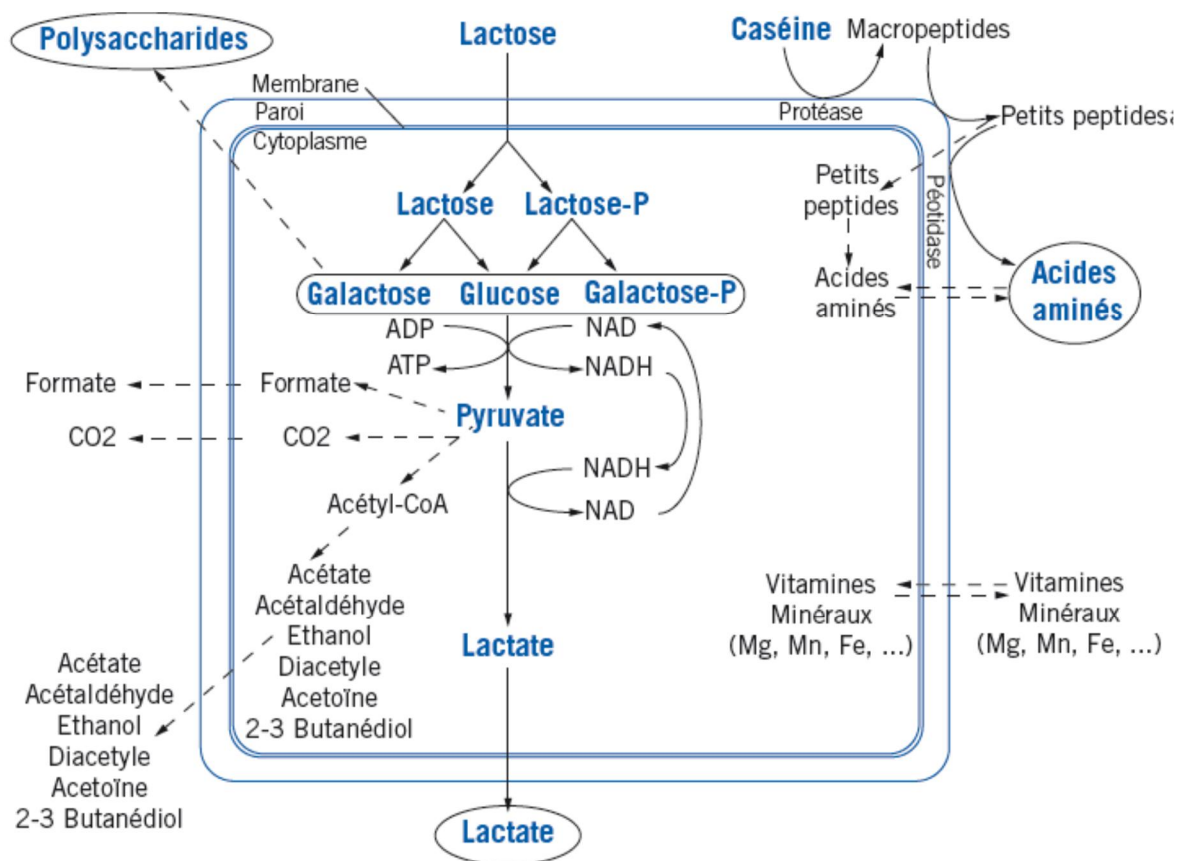 Polysaccharides
Lactose
Caséine Macropeptides
Membrane
Paroi
Cytoplasme
Protéase
Petits peptides
Péotidase
Petits
peptides
Acides
aminés
Acides
aminés
Lactose Lactose-P
Galactose Glucose Galactose-P
ADP NAD
ATP NADH
Formate Formate
Pyruvate
CO2 CO2
NADH
NAD
Acétyl-CoA
Acétate
Acétaldéhyde
Ethanol
Diacetyle
Acetoïne
2-3 Butanédiol
Acétate
Acétaldéhyde
Ethanol
Diacetyle
Acetoïne
2-3 Butanédiol
Vitamines
Minéraux
(Mg, Mn, Fe, ...)
Vitamines
Minéraux
(Mg, Mn, Fe, ...)
Lactate
Lactate